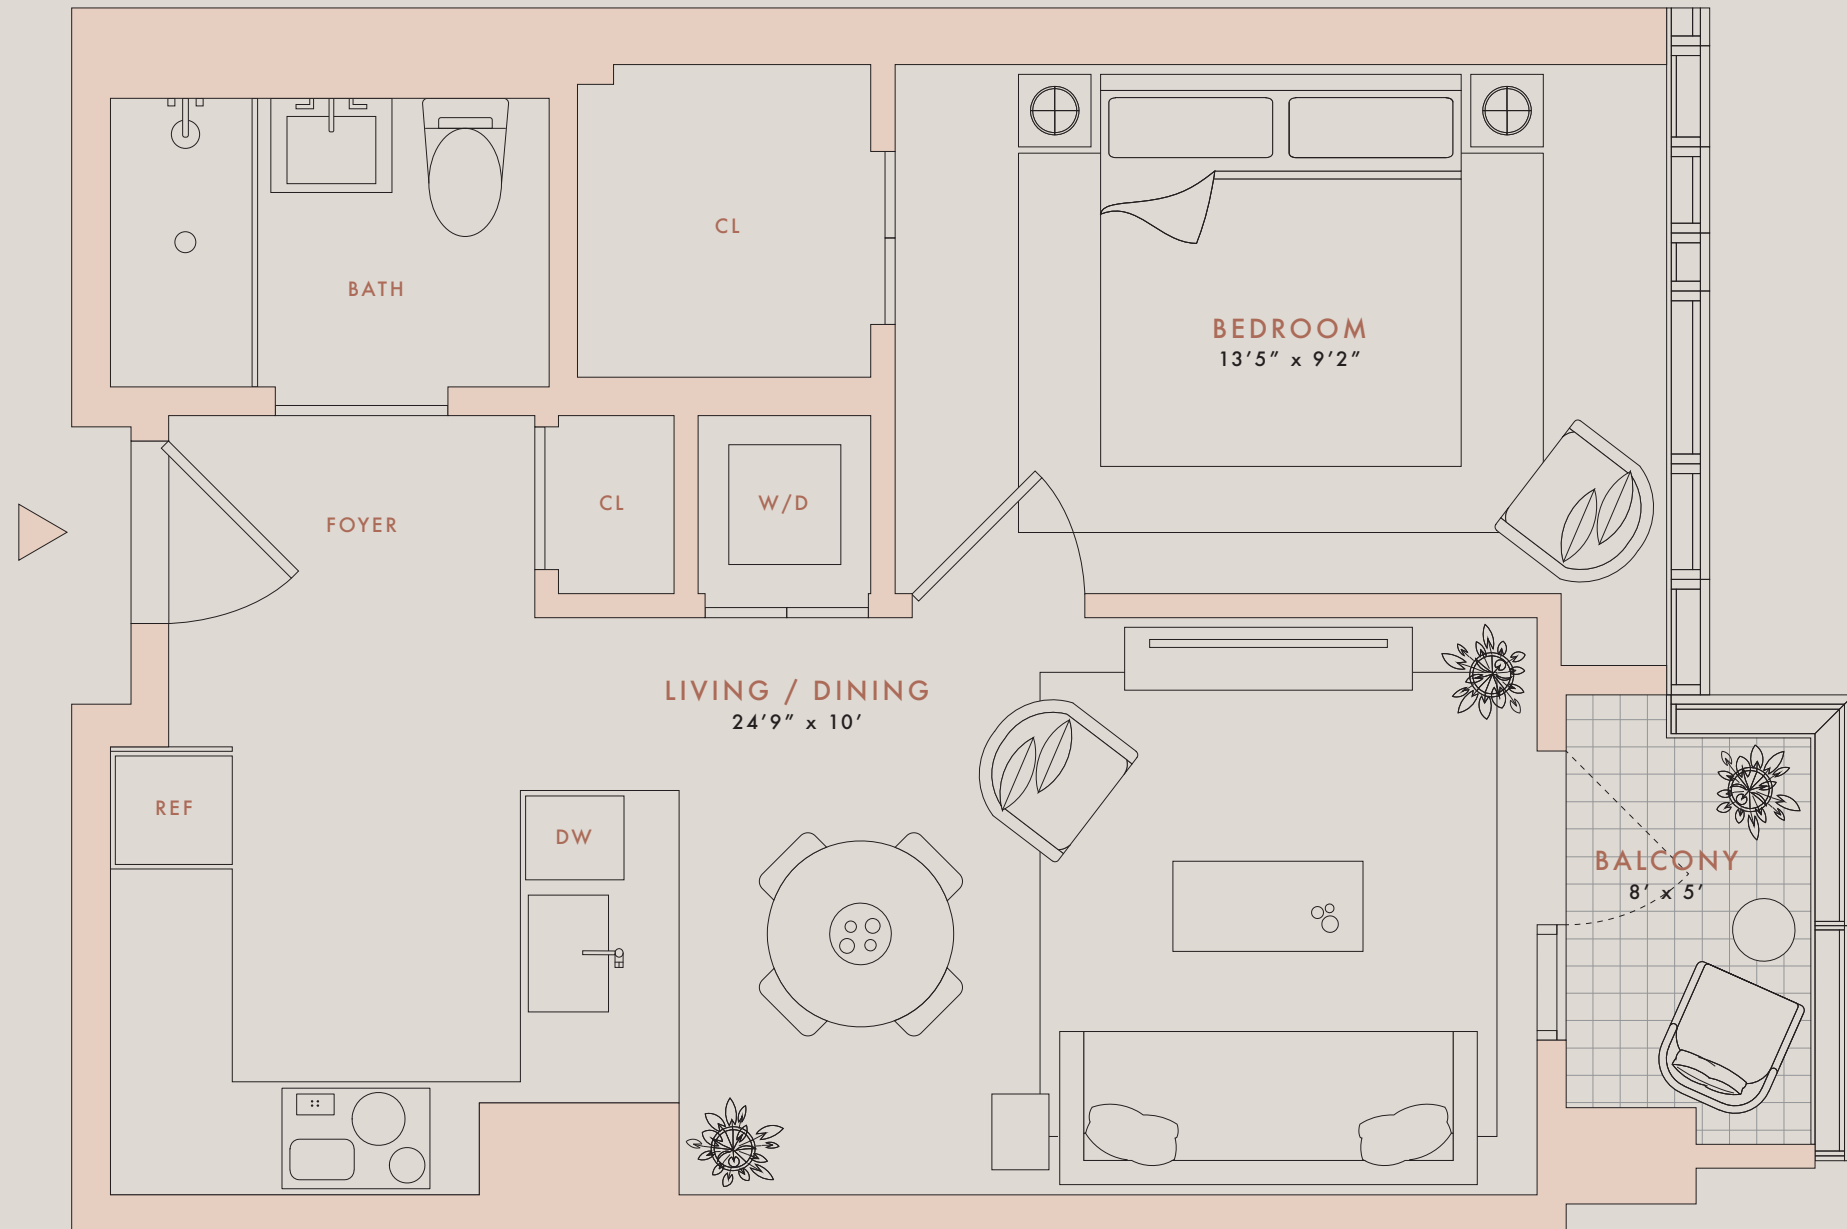 CL
BATH
BEDROOM
13′5″ x 9′2″
CL
W/D
FOYER
LIVING / DINING
24′9″ x 10′
REF
DW
BALCONY
8′ x 5′